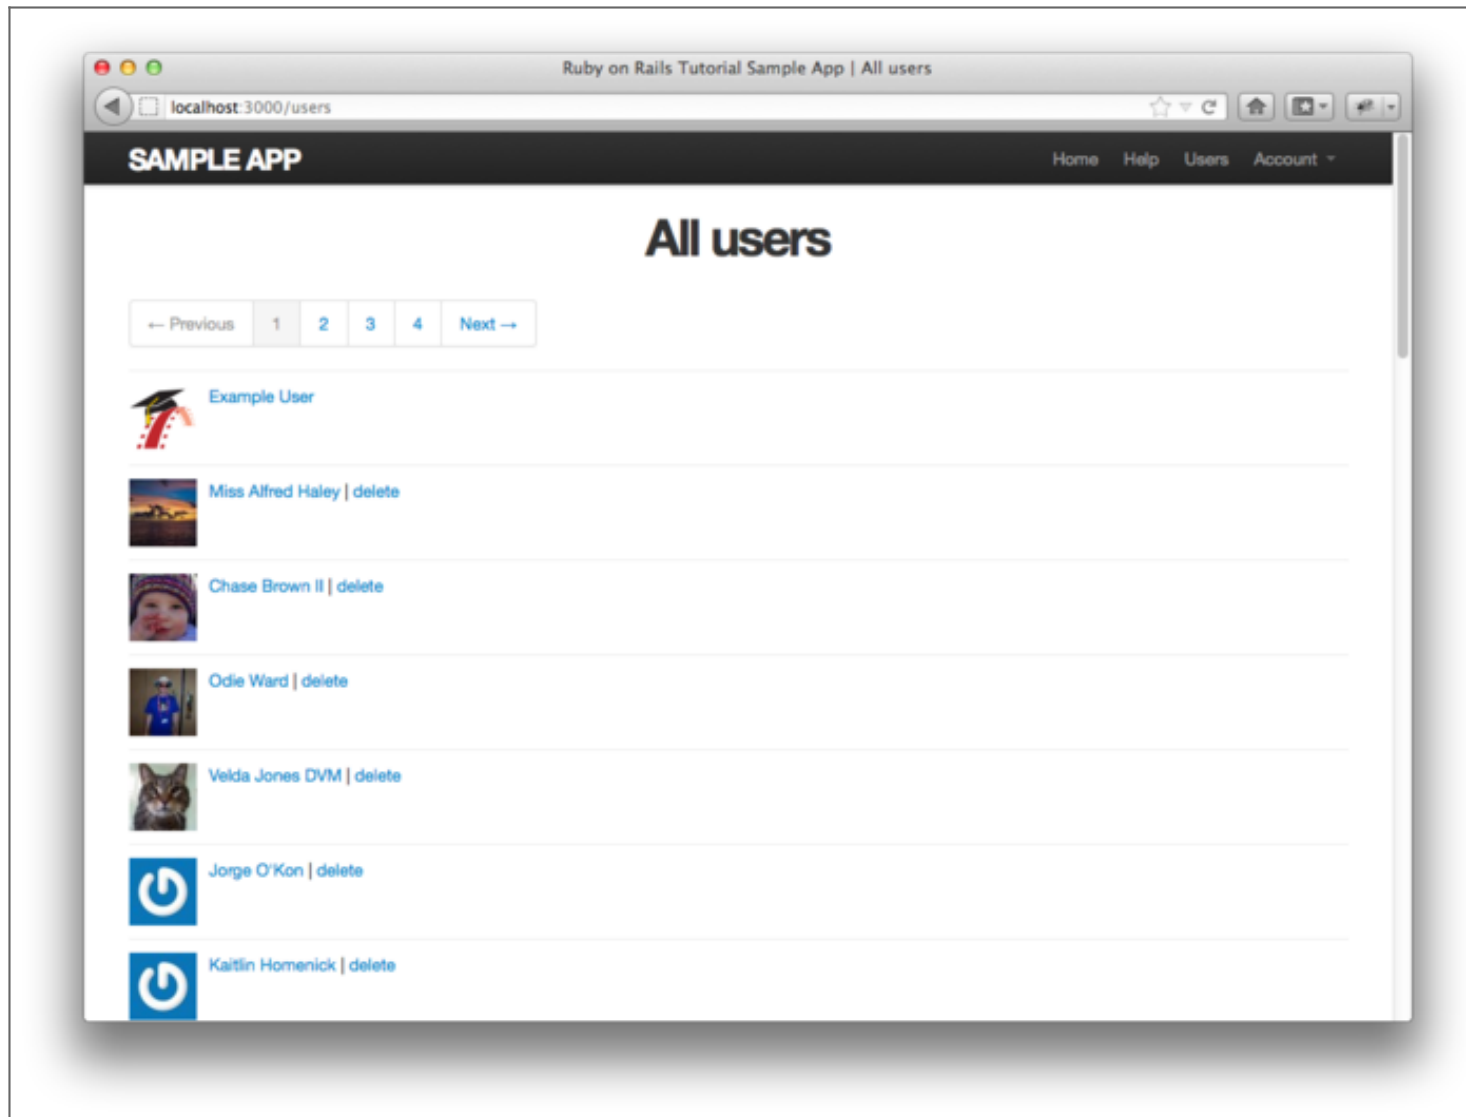 Ruby on Rails Tutorial Sample App | All users
localhost:3000/users
SAMPLE APP Home Help Users Account
All users
← Previous 1 2 3 4 Next →
Example User
Miss Alfred Haley | delete
Chase Brown II | delete
Odie Ward | delete
Velda Jones DVM | delete
Jorge O'Kon | delete
Kaitlin Homenick | delete